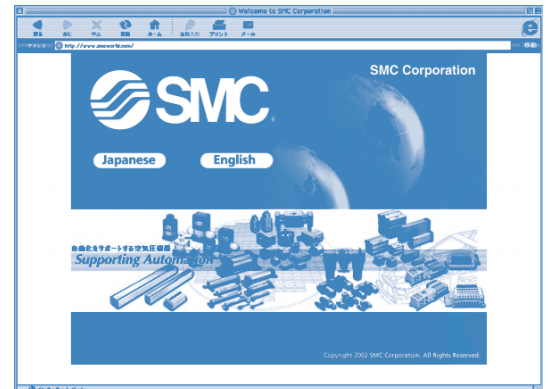 Welcome to SMC Corporation
戻る 進む 中止 更新 ホーム 自動入力 プリント メール
アドレス http://www.smcworld.com/ 移動
SMC Corporation
SMC
Japanese English
自動化をサポートする空気圧機器
Supporting Automation
Copyright 2002 SMC Corporation. All Rights Reserved.